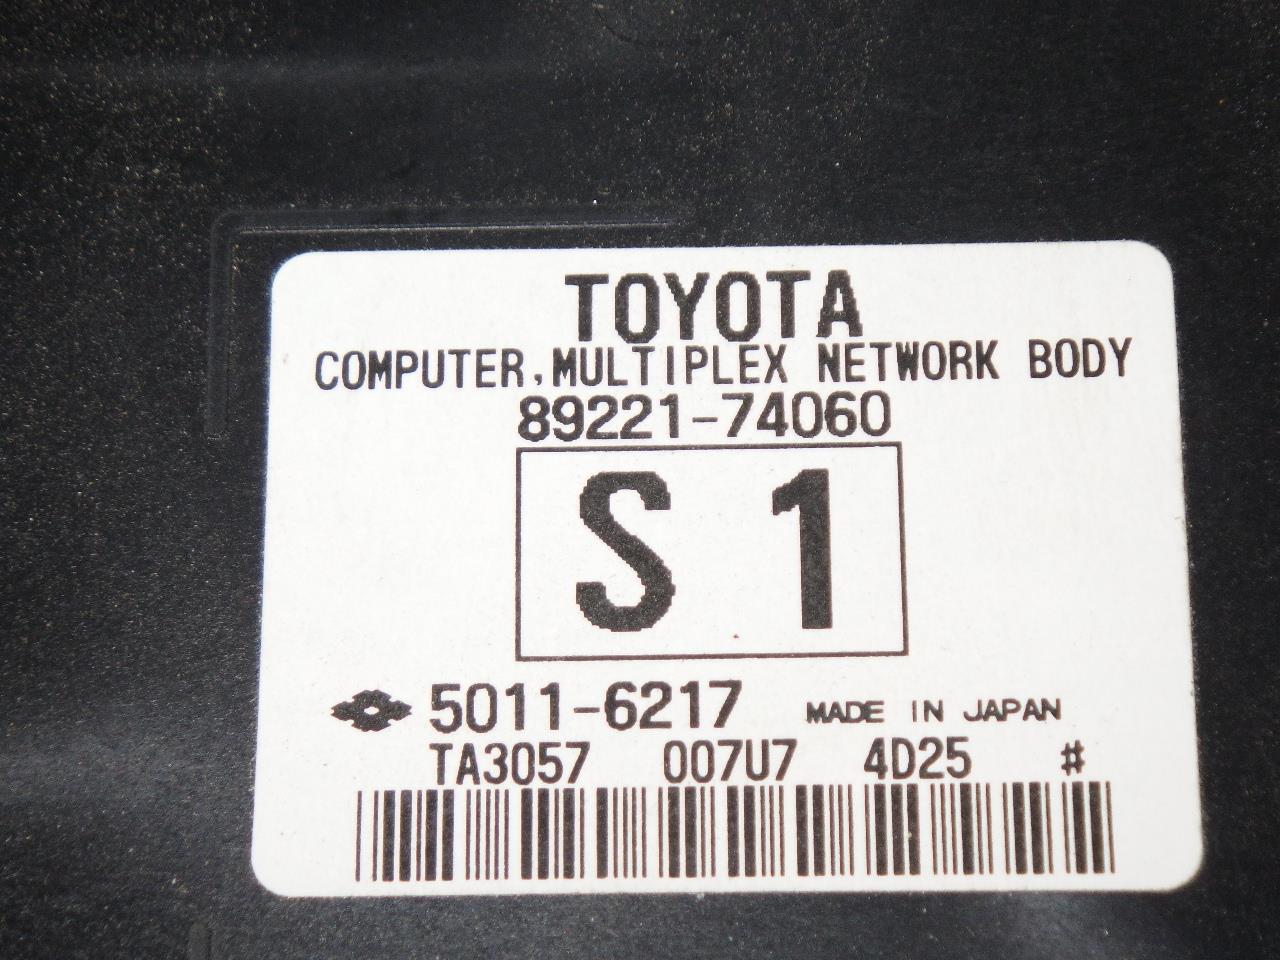 TOYOTA
COMPUTER,MULTIPLEX NETWORK BODY
89221-74060
S 1
5011-6217 MADE IN JAPAN
TA3057 007U7 4D25 #